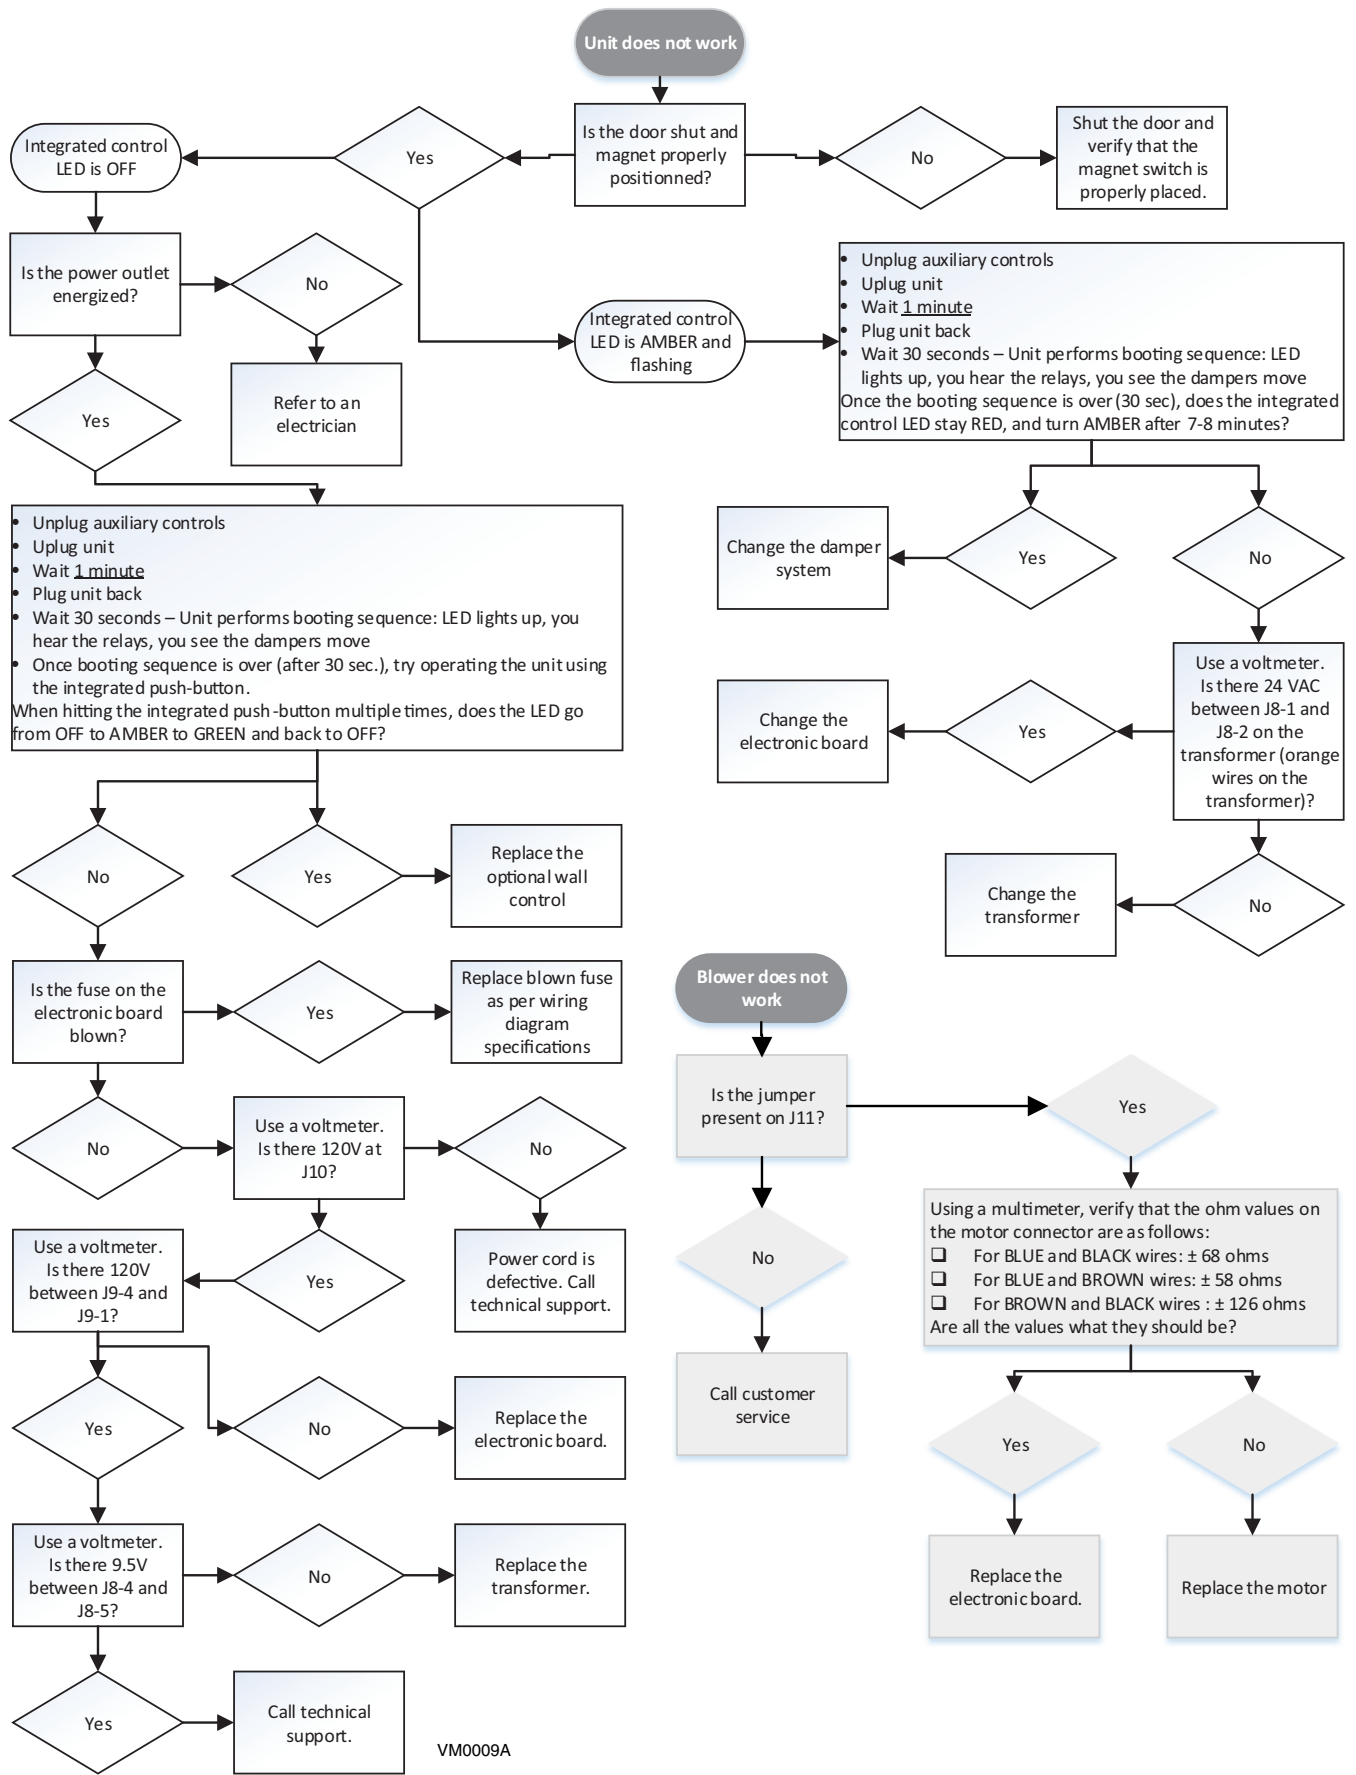 Unit does not work
Is the door shut and
magnet properly
positionned?
Yes
No
Shut the door and
verify that the
magnet switch is
properly placed.
Integrated control
LED is OFF
Is the power outlet
energized?
No
Refer to an
electrician
Yes
Integrated control
LED is AMBER and
flashing
• Unplug auxiliary controls
• Uplug unit
• Wait 1 minute
• Plug unit back
• Wait 30 seconds – Unit performs booting sequence: LED
lights up, you hear the relays, you see the dampers move
Once the booting sequence is over (30 sec), does the integrated
control LED stay RED, and turn AMBER after 7-8 minutes?
Yes
Change the damper
system
No
Use a voltmeter.
Is there 24 VAC
between J8-1 and
J8-2 on the
transformer (orange
wires on the
transformer)?
Yes
Change the
electronic board
No
Change the
transformer
• Unplug auxiliary controls
• Uplug unit
• Wait 1 minute
• Plug unit back
• Wait 30 seconds – Unit performs booting sequence: LED lights up, you
hear the relays, you see the dampers move
• Once booting sequence is over (after 30 sec.), try operating the unit using
the integrated push-button.
When hitting the integrated push-button multiple times, does the LED go
from OFF to AMBER to GREEN and back to OFF?
No
Yes
Replace the
optional wall
control
Is the fuse on the
electronic board
blown?
Yes
Replace blown fuse
as per wiring
diagram
specifications
No
Use a voltmeter.
Is there 120V at
J10?
No
Power cord is
defective. Call
technical support.
Yes
Use a voltmeter.
Is there 120V
between J9-4 and
J9-1?
Yes
No
Replace the
electronic board.
Use a voltmeter.
Is there 9.5V
between J8-4 and
J8-5?
No
Replace the
transformer.
Yes
Call technical
support.
Blower does not
work
Is the jumper
present on J11?
Yes
No
Call customer
service
Using a multimeter, verify that the ohm values on
the motor connector are as follows:
❑ For BLUE and BLACK wires: ± 68 ohms
❑ For BLUE and BROWN wires: ± 58 ohms
❑ For BROWN and BLACK wires : ± 126 ohms
Are all the values what they should be?
Yes
No
Replace the
electronic board.
Replace the motor
VM0009A